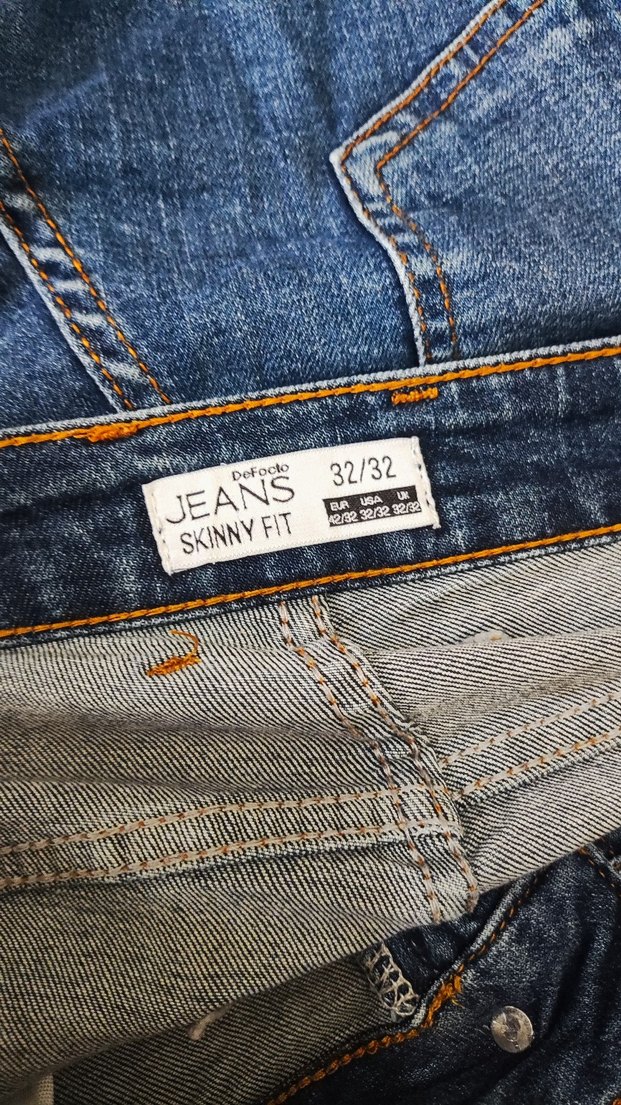 DeFacto
JEANS
SKINNY FIT
32/32
EUR USA UK
42/32 32/32 32/32